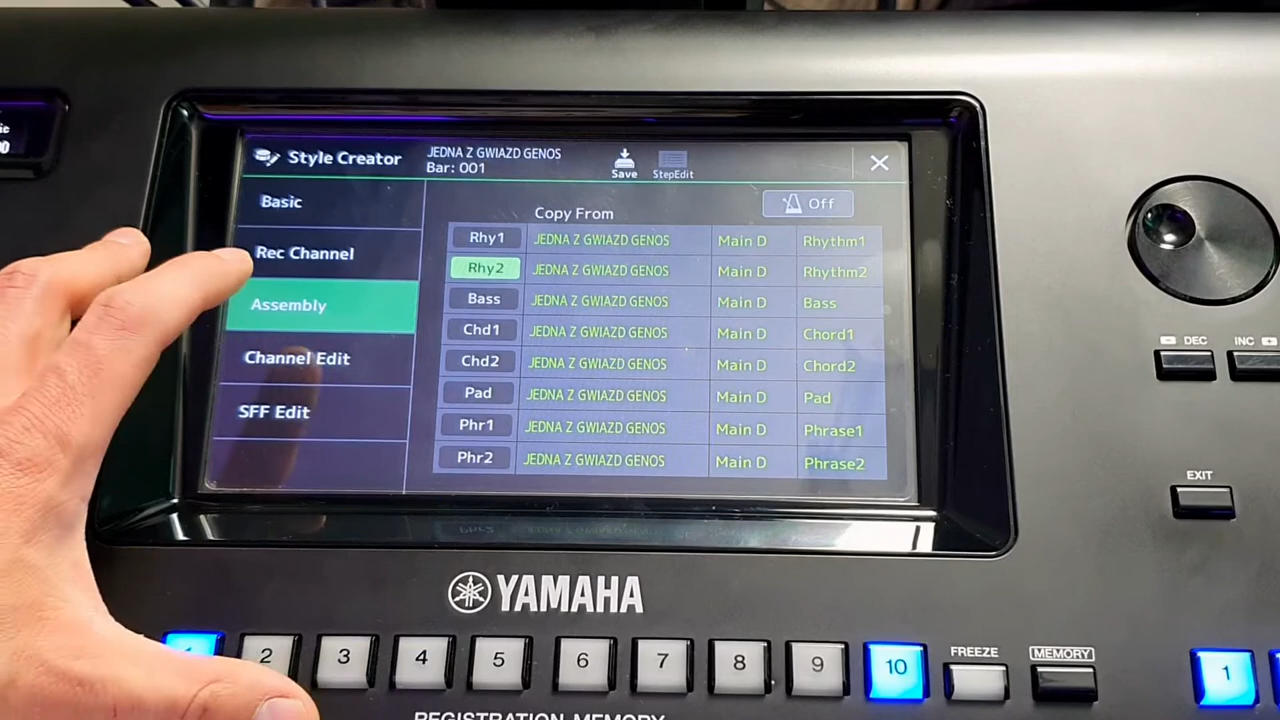 Style Creator
JEDNA Z GWIAZD GENOS
Bar: 001
Save
StepEdit
Basic
Rec Channel
Assembly
Channel Edit
SFF Edit
Copy From
Off
Rhy1 JEDNA Z GWIAZD GENOS Main D Rhythm1
Rhy2 JEDNA Z GWIAZD GENOS Main D Rhythm2
Bass JEDNA Z GWIAZD GENOS Main D Bass
Chd1 JEDNA Z GWIAZD GENOS Main D Chord1
Chd2 JEDNA Z GWIAZD GENOS Main D Chord2
Pad JEDNA Z GWIAZD GENOS Main D Pad
Phr1 JEDNA Z GWIAZD GENOS Main D Phrase1
Phr2 JEDNA Z GWIAZD GENOS Main D Phrase2
DEC
INC
EXIT
YAMAHA
FREEZE
MEMORY
1 2 3 4 5 6 7 8 9 10
1
REGISTRATION MEMORY